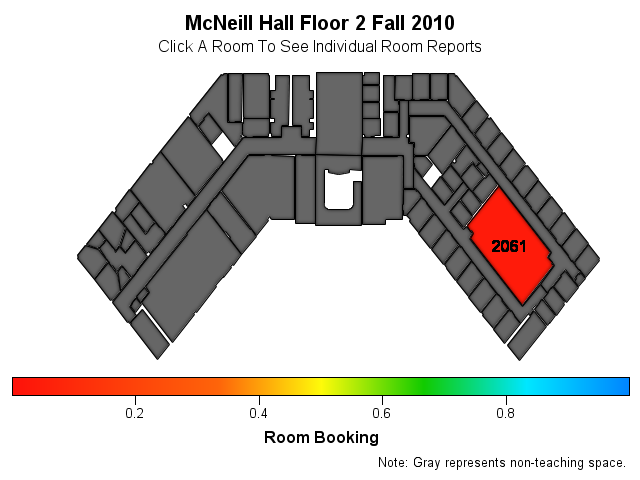 McNeill Hall Floor 2 Fall 2010
Click A Room To See Individual Room Reports
2061
0.2 0.4 0.6 0.8
Room Booking
Note: Gray represents non-teaching space.